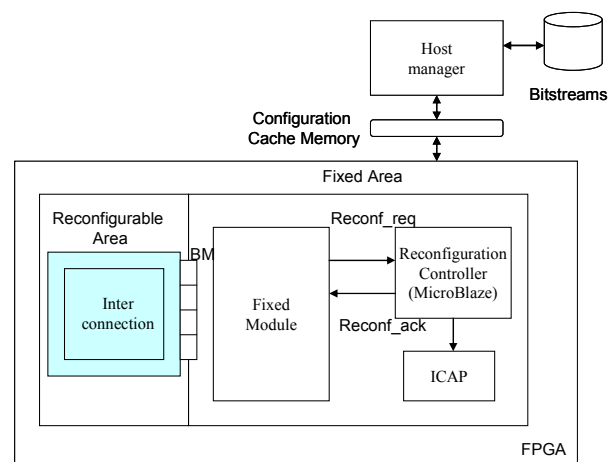 Host
manager
Bitstreams
Configuration
Cache Memory
Fixed Area
Reconfigurable
Area
BM
Reconf_req
Reconfiguration
Controller
(MicroBlaze)
Inter
connection
Fixed
Module
Reconf_ack
ICAP
FPGA